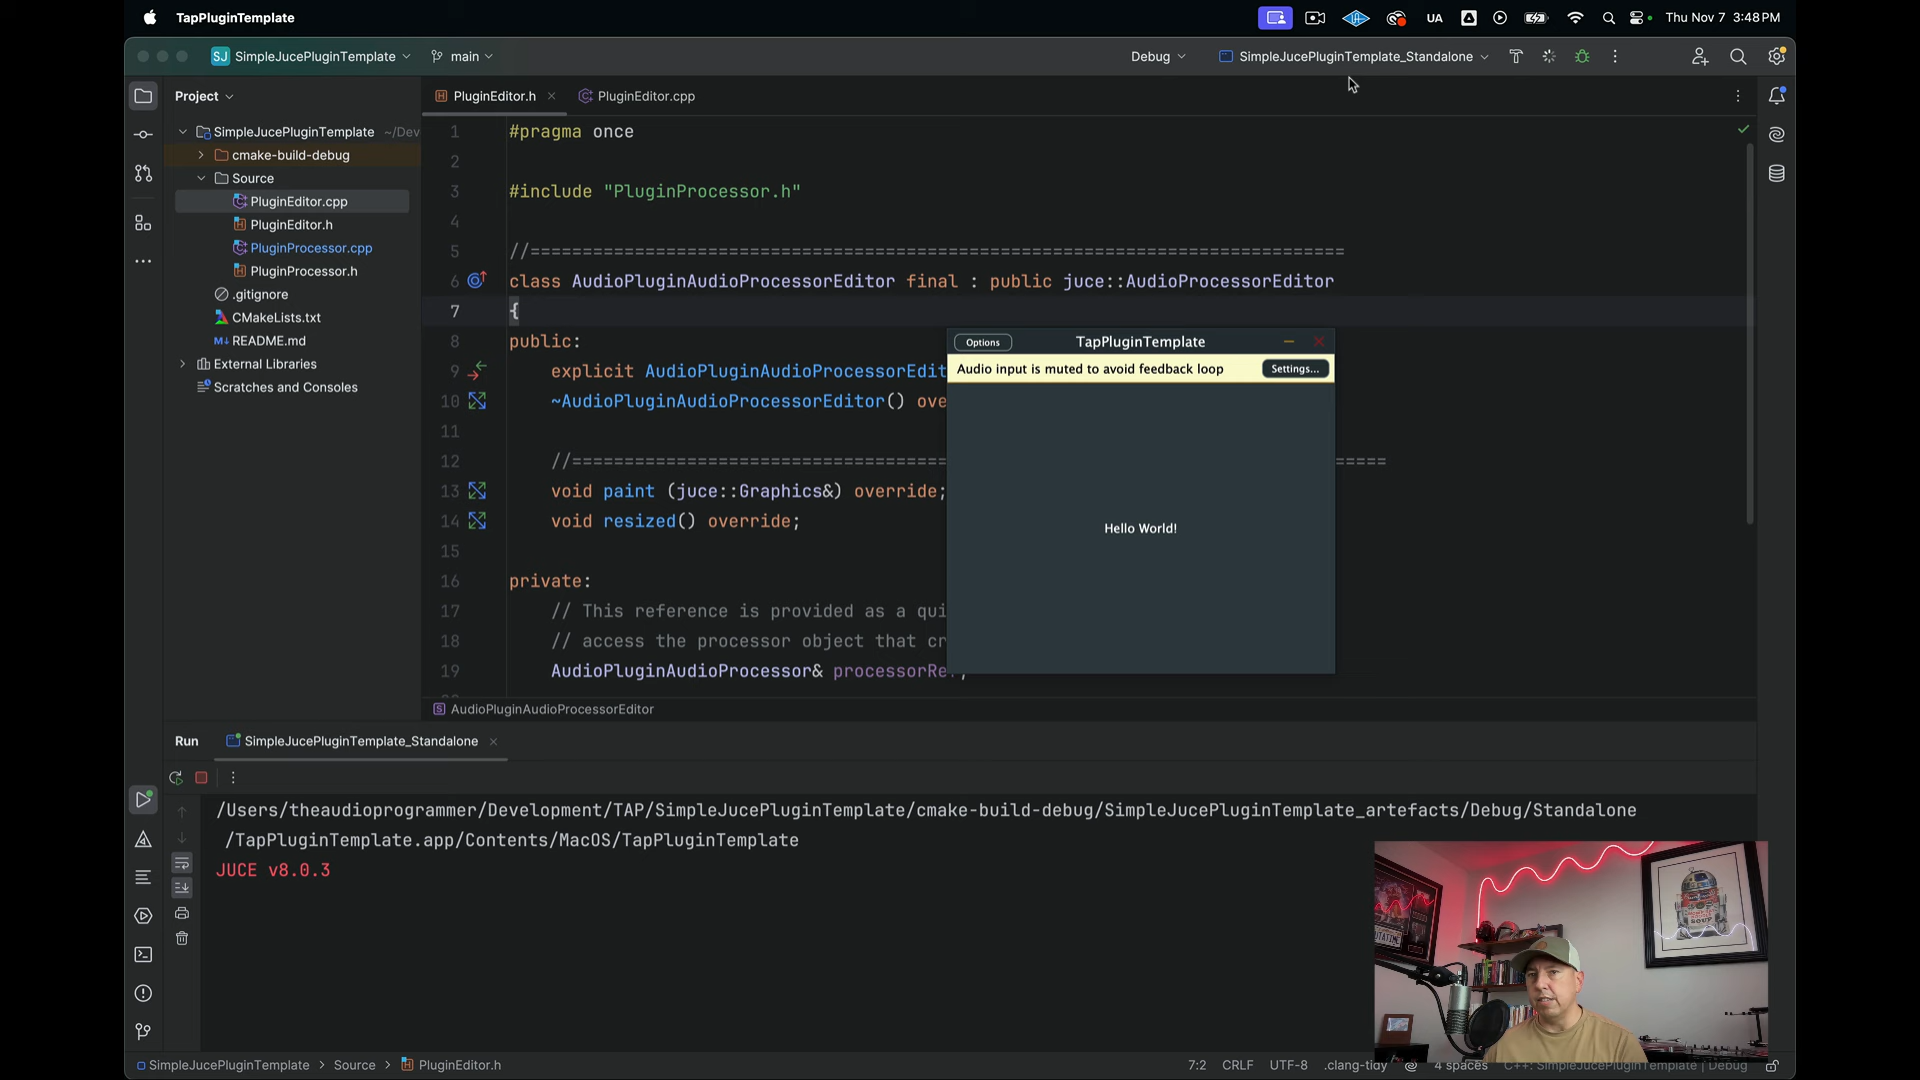 TapPluginTemplate
UA
Thu Nov 7 3:48 PM
SJ SimpleJucePluginTemplate
main
Debug
SimpleJucePluginTemplate_Standalone
Project
PluginEditor.h
PluginEditor.cpp
SimpleJucePluginTemplate ~/Dev
cmake-build-debug
Source
PluginEditor.cpp
PluginEditor.h
PluginProcessor.cpp
PluginProcessor.h
.gitignore
CMakeLists.txt
README.md
External Libraries
Scratches and Consoles
1 #pragma once
2
3 #include "PluginProcessor.h"
4
5 //==============================================================================
6 class AudioPluginAudioProcessorEditor final : public juce::AudioProcessorEditor
7 {
8 public:
9 explicit AudioPluginAudioProcessorEdit
10 ~AudioPluginAudioProcessorEditor() ove
11
12 //==============================================================================
13 void paint (juce::Graphics&) override;
14 void resized() override;
15
16 private:
17 // This reference is provided as a qui
18 // access the processor object that cr
19 AudioPluginAudioProcessor& processorRef;
Options
TapPluginTemplate
Audio input is muted to avoid feedback loop
Settings...
Hello World!
AudioPluginAudioProcessorEditor
Run
SimpleJucePluginTemplate_Standalone
/Users/theaudioprogrammer/Development/TAP/SimpleJucePluginTemplate/cmake-build-debug/SimpleJucePluginTemplate_artefacts/Debug/Standalone
/TapPluginTemplate.app/Contents/MacOS/TapPluginTemplate
JUCE v8.0.3
SOUP
SimpleJucePluginTemplate > Source > PluginEditor.h
7:2 CRLF UTF-8 .clang-tidy 4 spaces C++: SimpleJucePluginTemplate | Debug